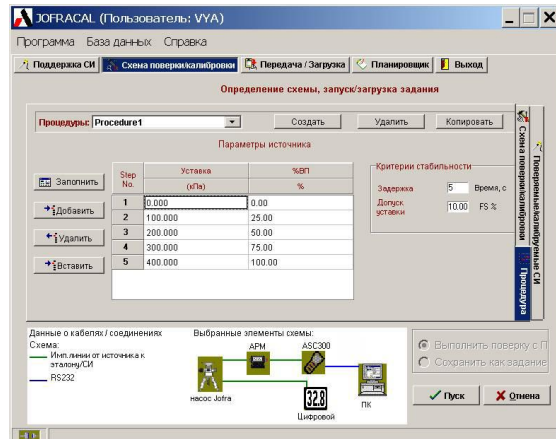 JOFRACAL (Пользователь: VYA)
Программа База данных Справка
Поддержка СИ Схема поверки/калибровки Передача / Загрузка Планировщик Выход
Определение схемы, запуск/загрузка задания
Процедуры: Procedure1 Создать Удалить Копировать
Параметры источника
Заполнить
Добавить
Удалить
Вставить
Step No. Уставка (кПа) %ВП %
1 0.000 0.00
2 100.000 25.00
3 200.000 50.00
4 300.000 75.00
5 400.000 100.00
Критерии стабильности
Задержка 5 Время, с
Допуск уставки 10.00 FS %
Схема поверки/калибровки
Процедура
Поверяемые/калибруемые СИ
Данные о кабелях / соединениях
Схема:
Имп.линии от источника к эталону/СИ
RS232
Выбранные элементы схемы:
АРМ ASC300
насос Jofra
32.8
Цифровой
ПК
Выполнить поверку с П
Сохранить как задание
Пуск Отмена